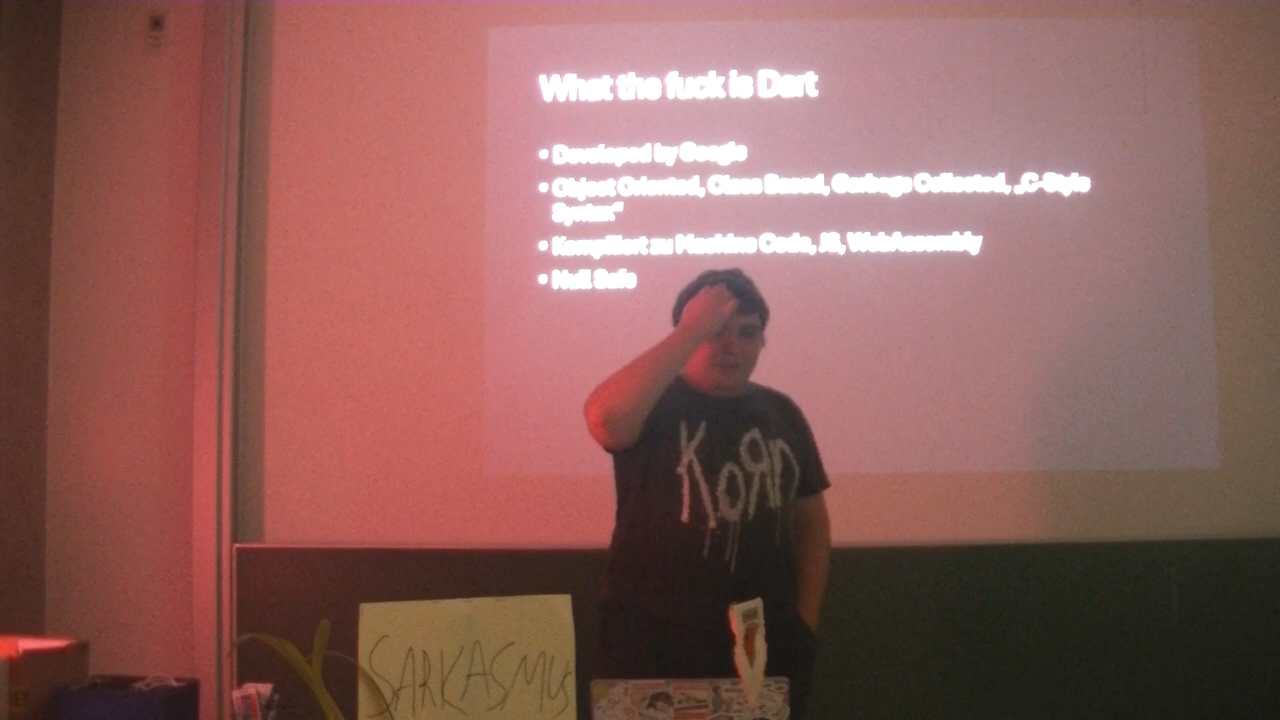 What the fuck is Dart
• Developed by Google
• Object Oriented, Class Based, Garbage Collected, „C-Style
Syntax“
• Kompiliert zu Machine Code, JS, WebAssembly
• Null Safe
KoЯn
SARKASMUS